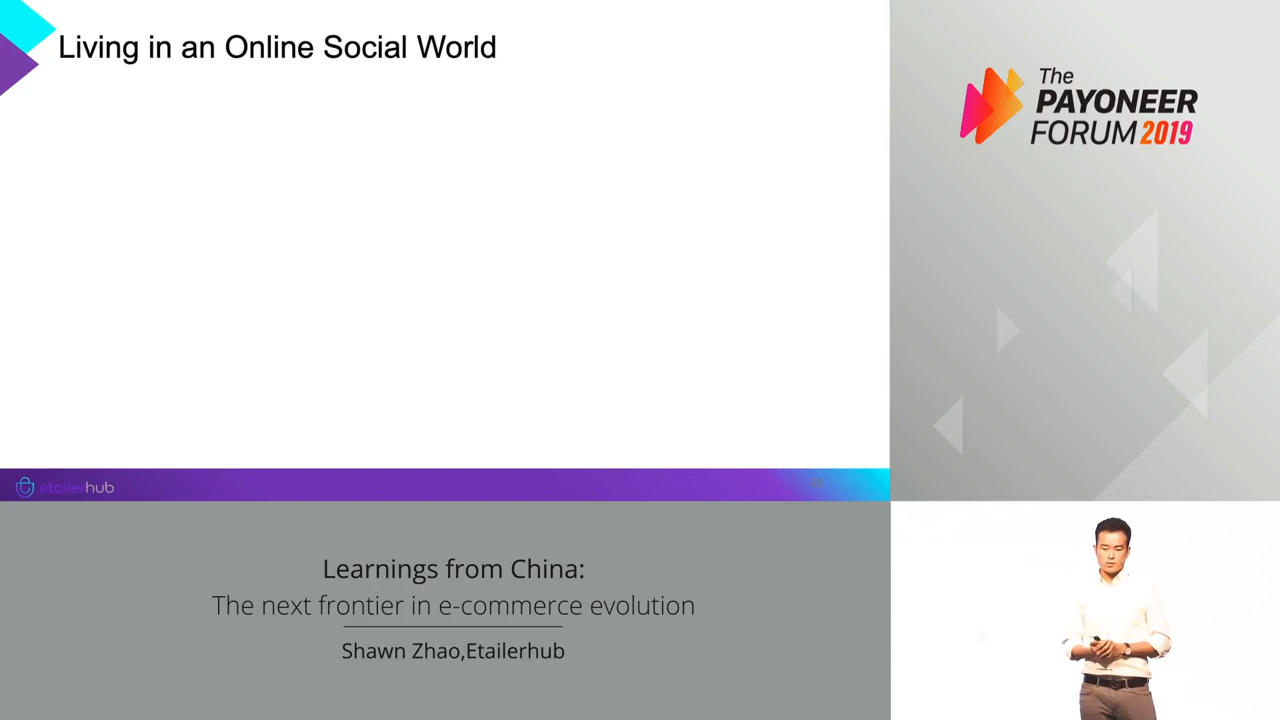 Living in an Online Social World
The
PAYONEER
FORUM 2019
etailerhub
Learnings from China:
The next frontier in e-commerce evolution
Shawn Zhao,Etailerhub